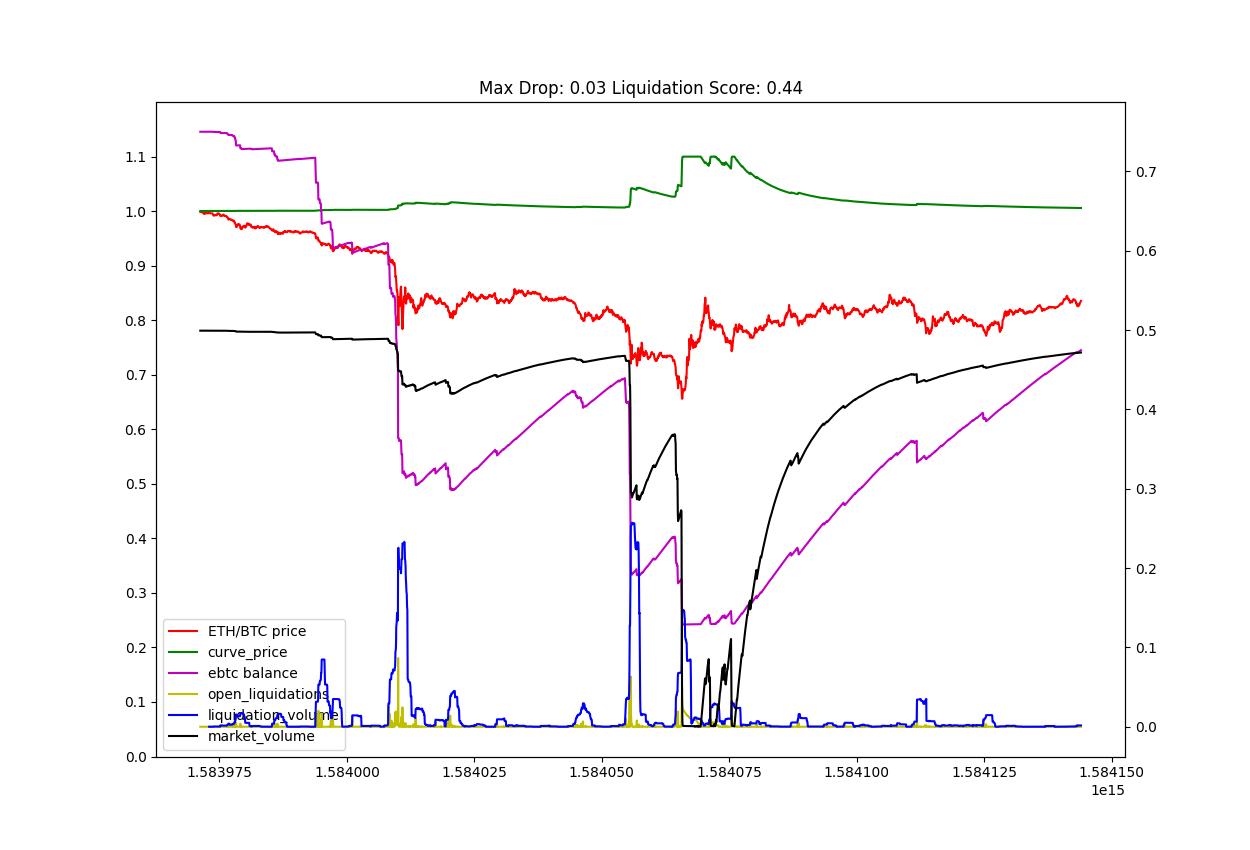 Max Drop: 0.03 Liquidation Score: 0.44
1.1
1.0
0.9
0.8
0.7
0.6
0.5
0.4
0.3
0.2
0.1
0.0
0.7
0.6
0.5
0.4
0.3
0.2
0.1
0.0
ETH/BTC price
curve_price
ebtc balance
open_liquidations
liquidation_volume
market_volume
1.583975 1.584000 1.584025 1.584050 1.584075 1.584100 1.584125 1.584150
1e15